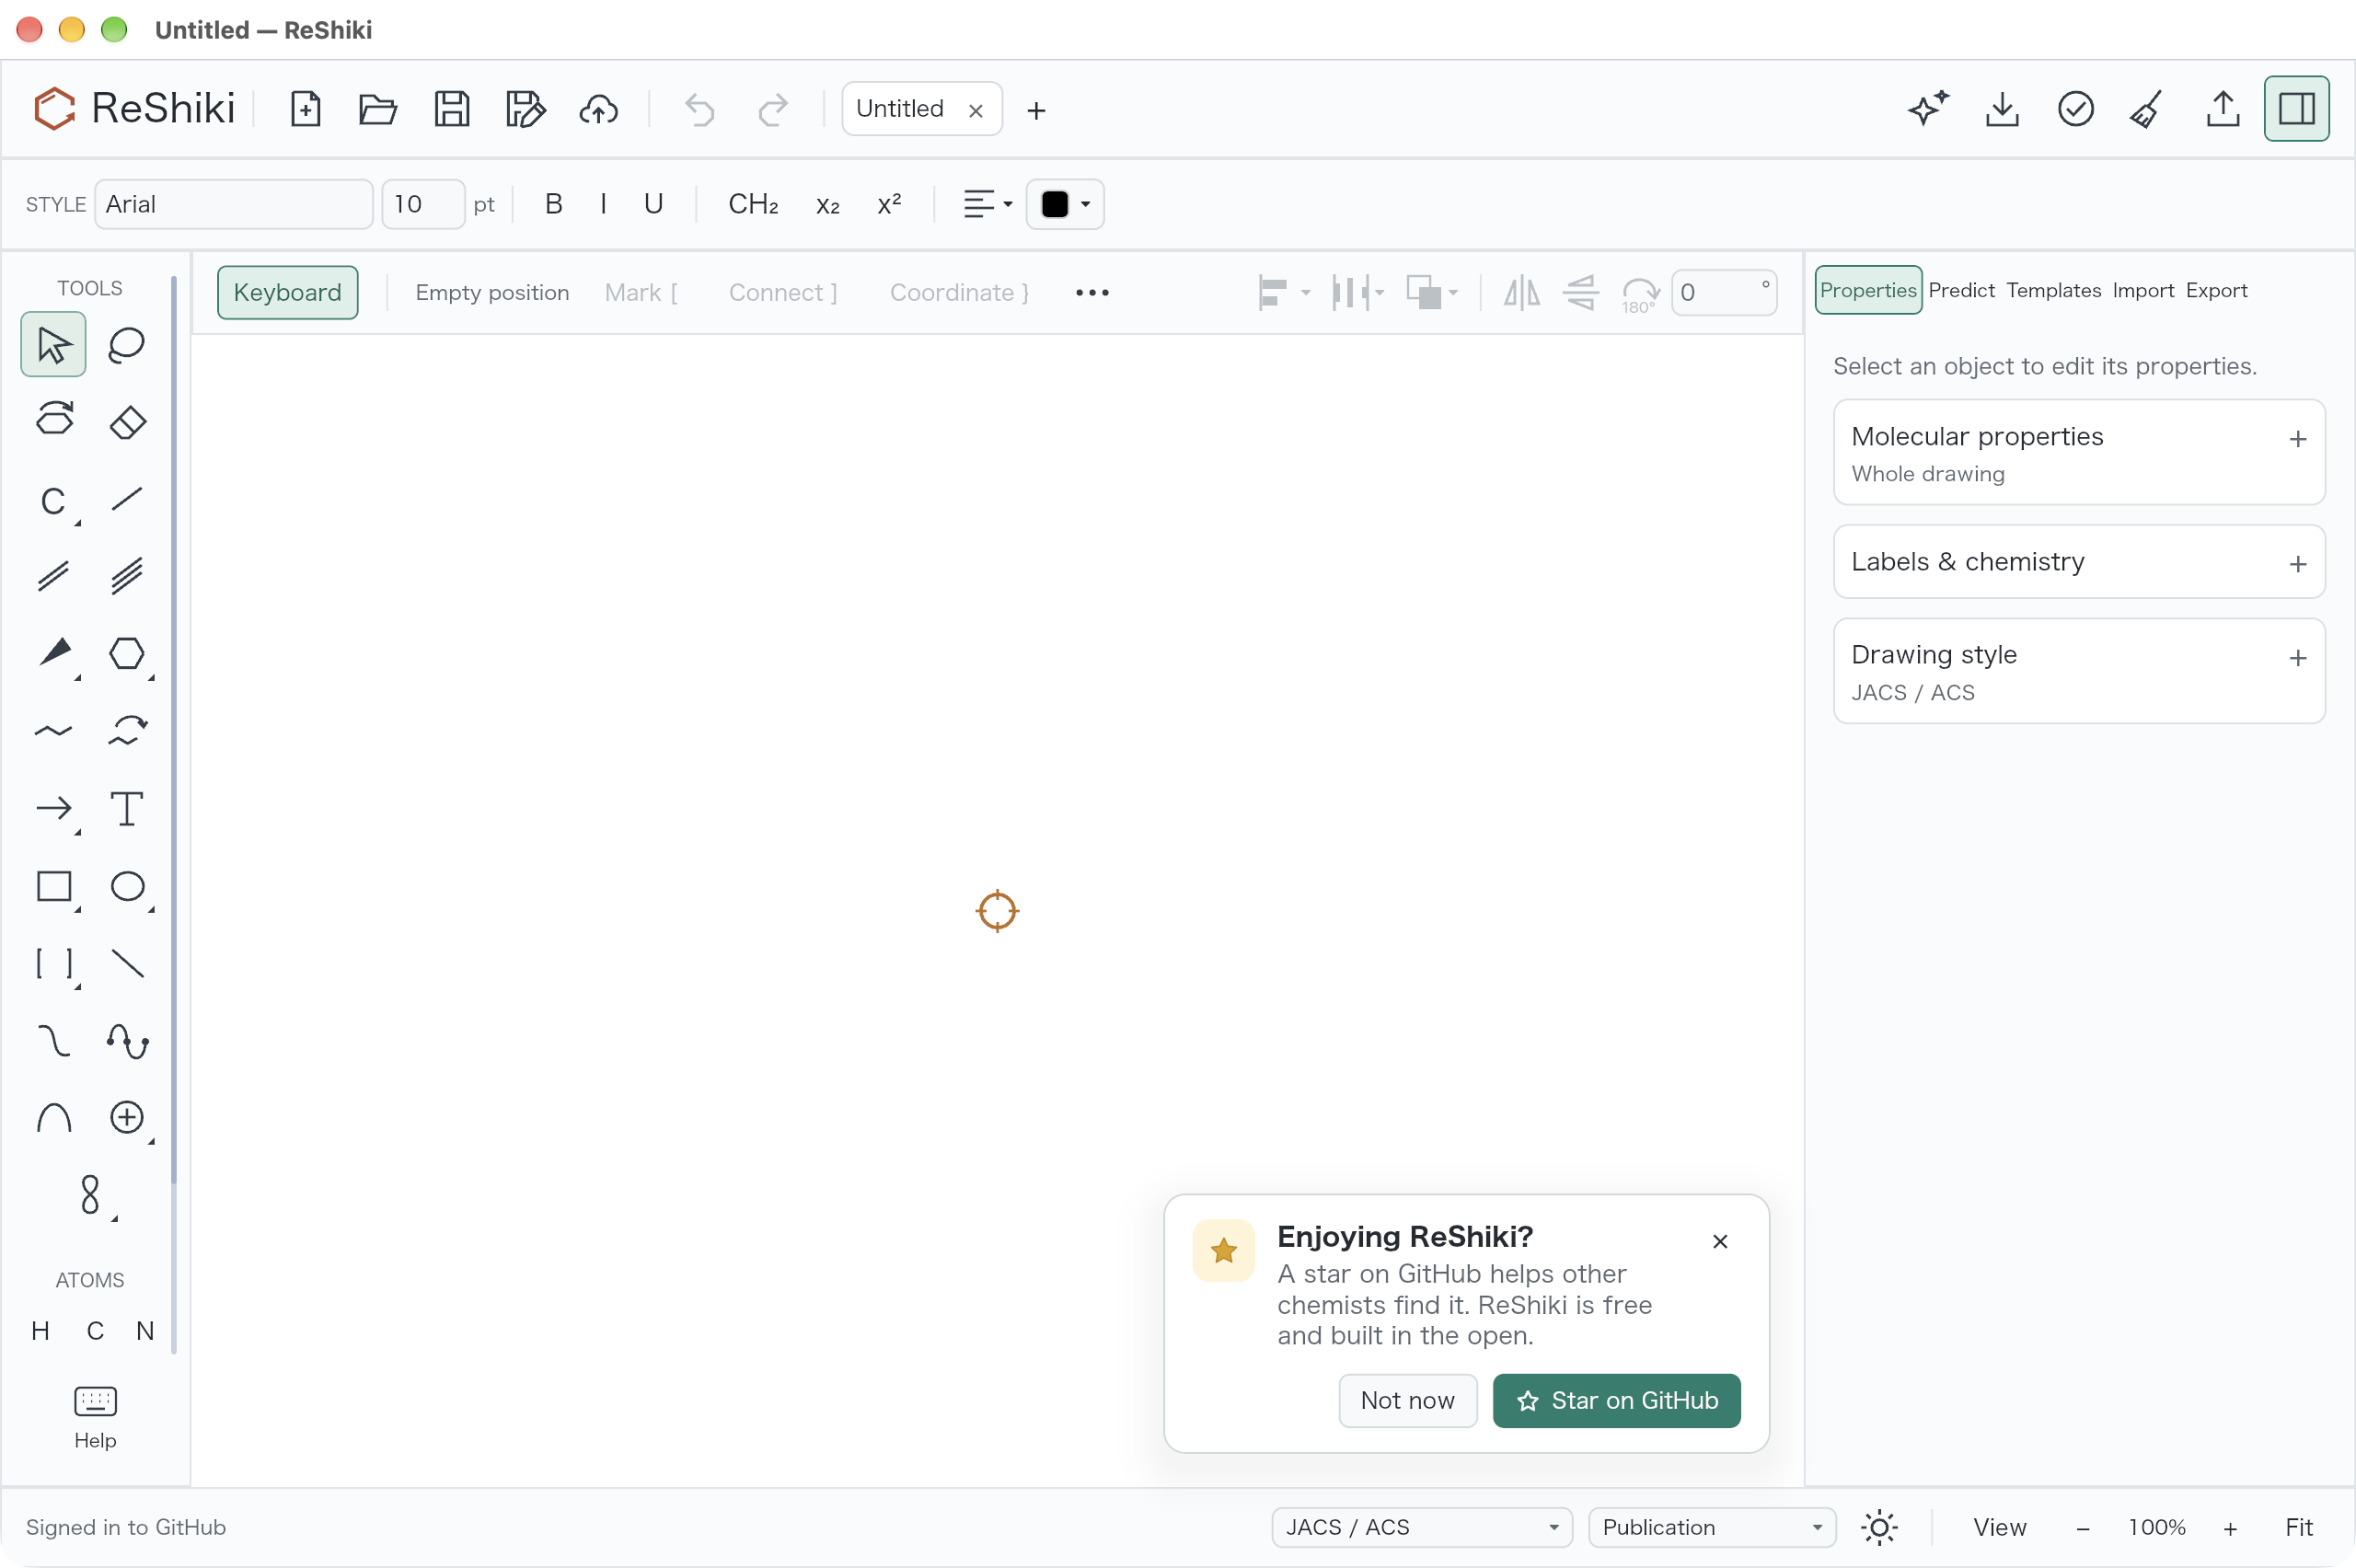 Untitled — ReShiki
ReShiki
Untitled × +
STYLE Arial 10 pt B I U CH₂ x₂ x²
TOOLS
Keyboard Empty position Mark [ Connect ] Coordinate } •••
180°
0 °
Properties Predict Templates Import Export
Select an object to edit its properties.
Molecular properties +
Whole drawing
Labels & chemistry +
Drawing style +
JACS / ACS
C
T
[ ]
ATOMS
H C N
Help
Enjoying ReShiki? ×
A star on GitHub helps other
chemists find it. ReShiki is free
and built in the open.
Not now Star on GitHub
Signed in to GitHub JACS / ACS Publication View − 100% + Fit